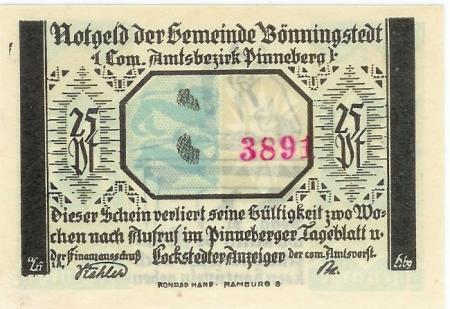 Notgeld der Gemeinde Bönningstedt
(Com. Amtsbezirk Pinneberg)
25 Pf
3891
25 Pf
Dieser Schein verliert seine Gültigkeit zwo Wo-
chen nach Aufruf im Pinneberger Tageblatt u.
der Finanzausschuß Lockstedter Anzeiger der com. Amtsvorst.
KONRAD HANF - HAMBURG 8